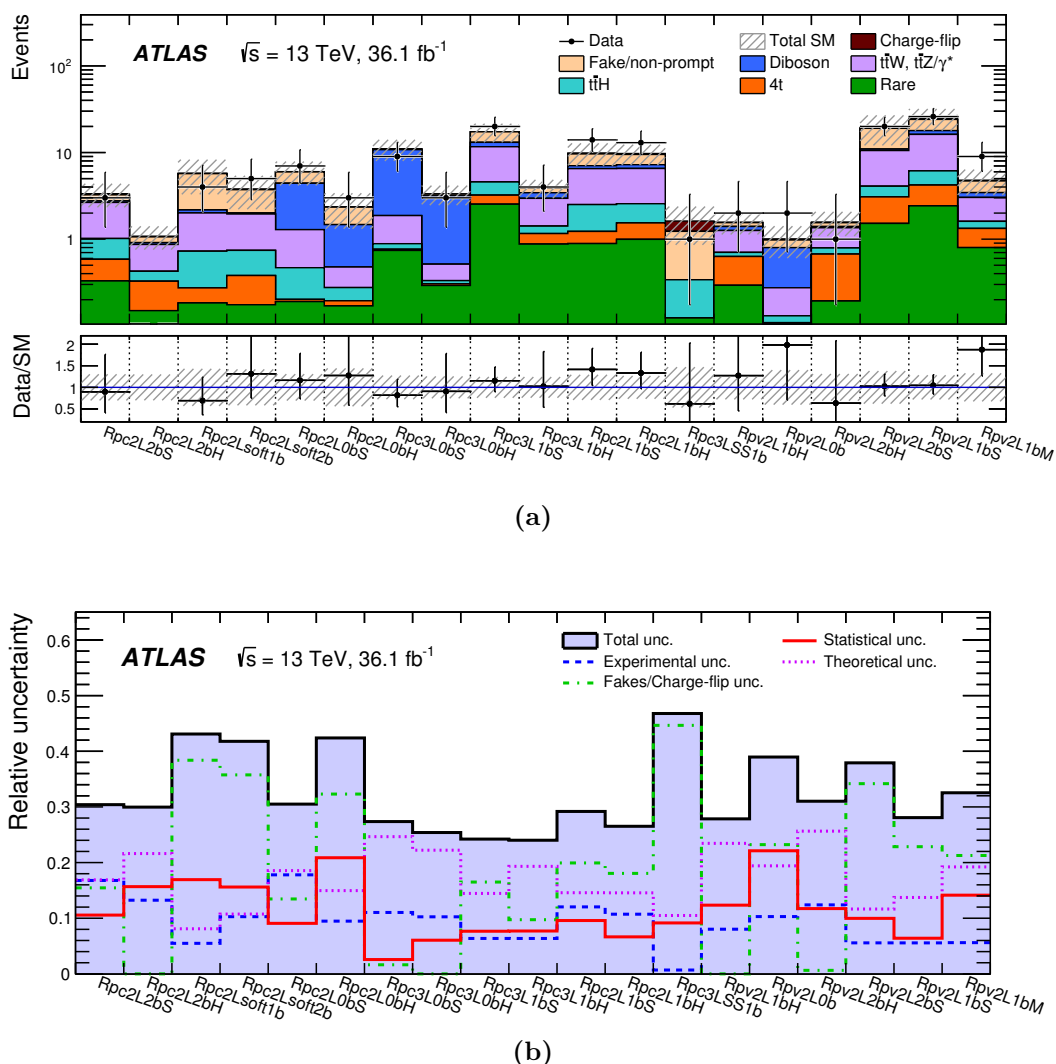 Events
ATLAS √s = 13 TeV, 36.1 fb⁻¹
Data
Total SM
Charge-flip
Fake/non-prompt
Diboson
tt̄W, tt̄Z/γ*
tt̄H
4t
Rare
10²
10
1
Data/SM
2
1.5
1
0.5
Rpc2L2bS
Rpc2L2bH
Rpc2Lsoft1b
Rpc2Lsoft2b
Rpc2L0bS
Rpc2L0bH
Rpc3L0bS
Rpc3L0bH
Rpc3L1bS
Rpc3L1bH
Rpc2L1bS
Rpc2L1bH
Rpc3LSS1b
Rpv2L1bH
Rpv2L0b
Rpv2L2bH
Rpv2L2bS
Rpv2L1bS
Rpv2L1bM
(a)
Relative uncertainty
ATLAS √s = 13 TeV, 36.1 fb⁻¹
Total unc.
Statistical unc.
Experimental unc.
Theoretical unc.
Fakes/Charge-flip unc.
0.6
0.5
0.4
0.3
0.2
0.1
0
Rpc2L2bS
Rpc2L2bH
Rpc2Lsoft1b
Rpc2Lsoft2b
Rpc2L0bS
Rpc2L0bH
Rpc3L0bS
Rpc3L0bH
Rpc3L1bS
Rpc3L1bH
Rpc2L1bS
Rpc2L1bH
Rpc3LSS1b
Rpv2L1bH
Rpv2L0b
Rpv2L2bH
Rpv2L2bS
Rpv2L1bS
Rpv2L1bM
(b)